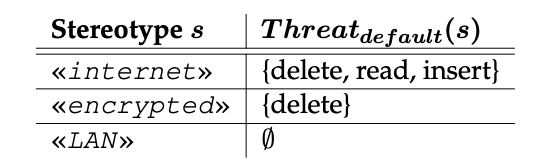 Stereotype s Threat_default(s)
«internet» {delete, read, insert}
«encrypted» {delete}
«LAN» ∅